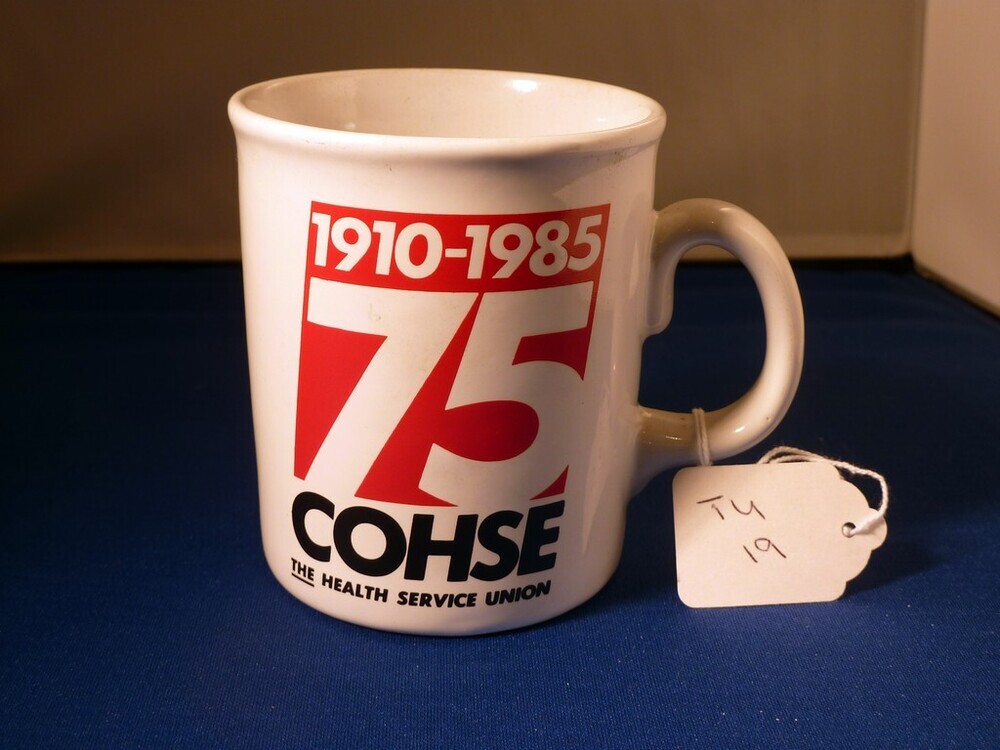 1910-1985
75
COHSE
THE HEALTH SERVICE UNION
TU
19